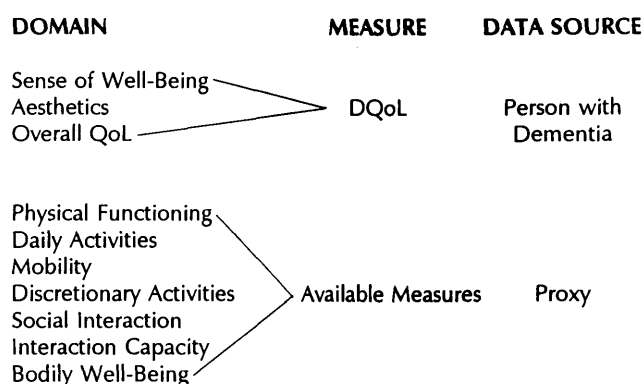 DOMAIN MEASURE DATA SOURCE
Sense of Well-Being
Aesthetics DQoL Person with
Overall QoL Dementia
Physical Functioning
Daily Activities
Mobility
Discretionary Activities Available Measures Proxy
Social Interaction
Interaction Capacity
Bodily Well-Being